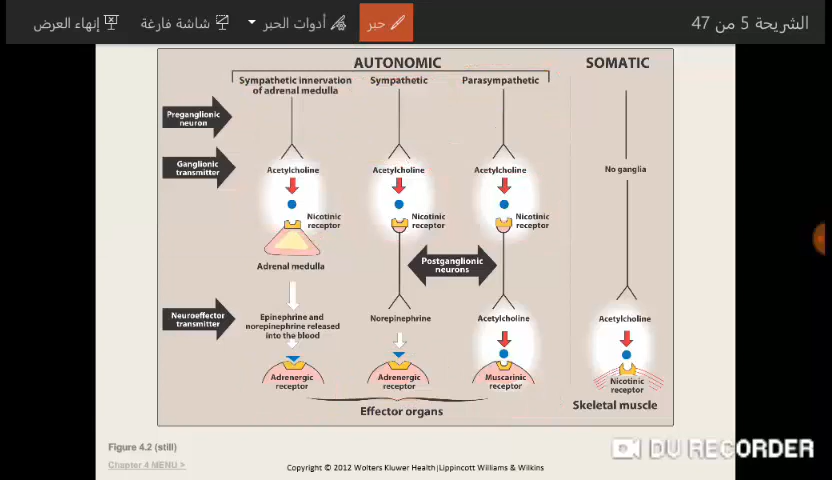 الشريحة 5 من 47
حبر
أدوات الحبر
شاشة فارغة
إنهاء العرض
AUTONOMIC
SOMATIC
Sympathetic innervation
of adrenal medulla
Sympathetic
Parasympathetic
Preganglionic
neuron
Ganglionic
transmitter
Acetylcholine
Acetylcholine
Acetylcholine
No ganglia
Nicotinic
receptor
Nicotinic
receptor
Nicotinic
receptor
Adrenal medulla
Postganglionic
neurons
Neuroeffector
transmitter
Epinephrine and
norepinephrine released
into the blood
Norepinephrine
Acetylcholine
Acetylcholine
Adrenergic
receptor
Adrenergic
receptor
Muscarinic
receptor
Nicotinic
receptor
Skeletal muscle
Effector organs
Figure 4.2 (still)
Chapter 4 MENU >
Copyright © 2012 Wolters Kluwer Health|Lippincott Williams & Wilkins
DU RECORDER